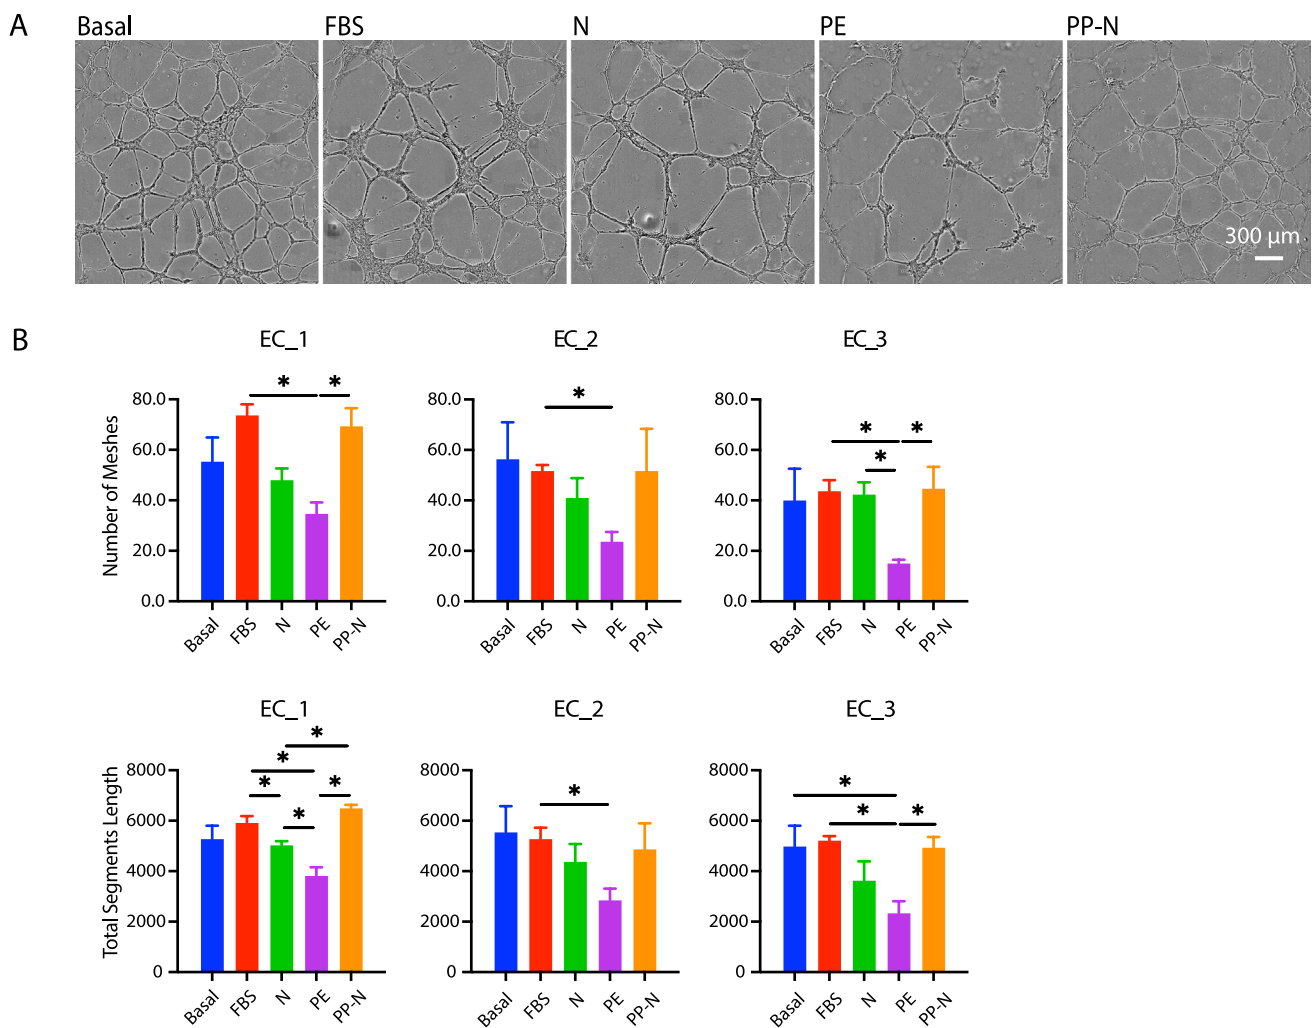 A
Basal FBS N PE PP-N
300 µm
B
EC_1 EC_2 EC_3
* * * * * *
Number of Meshes
80.0 80.0 80.0
60.0 60.0 60.0
40.0 40.0 40.0
20.0 20.0 20.0
0.0 0.0 0.0
Basal FBS N PE PP-N Basal FBS N PE PP-N Basal FBS N PE PP-N
EC_1 EC_2 EC_3
* * * * * * * * *
Total Segments Length
8000 8000 8000
6000 6000 6000
4000 4000 4000
2000 2000 2000
0 0 0
Basal FBS N PE PP-N Basal FBS N PE PP-N Basal FBS N PE PP-N